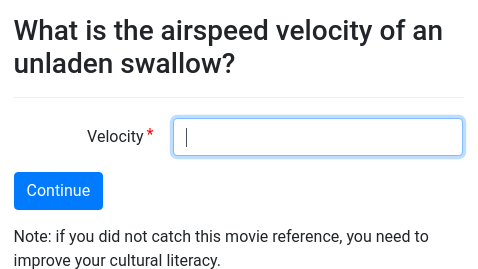 What is the airspeed velocity of an
unladen swallow?
Velocity *
Continue
Note: if you did not catch this movie reference, you need to
improve your cultural literacy.